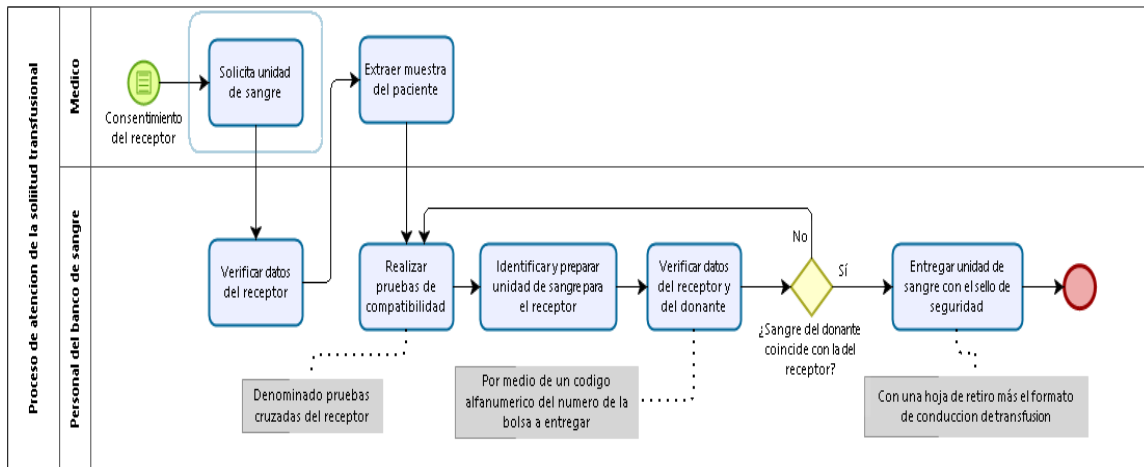 Proceso de atencion de la soliitud transfusional
Medico
Consentimiento
del receptor
Solicita unidad
de sangre
Extraer muestra
del paciente
Personal del banco de sangre
Verificar datos
del receptor
Realizar
pruebas de
compatibilidad
Identificar y preparar
unidad de sangre para
el receptor
Verificar datos
del receptor y
del donante
No
Sí
¿Sangre del donante
coincide con la del
receptor?
Entregar unidad de
sangre con el sello de
seguridad
Denominado pruebas
cruzadas del receptor
Por medio de un codigo
alfanumerico del numero de la
bolsa a entregar
Con una hoja de retiro más el formato
de conduccion de transfusion